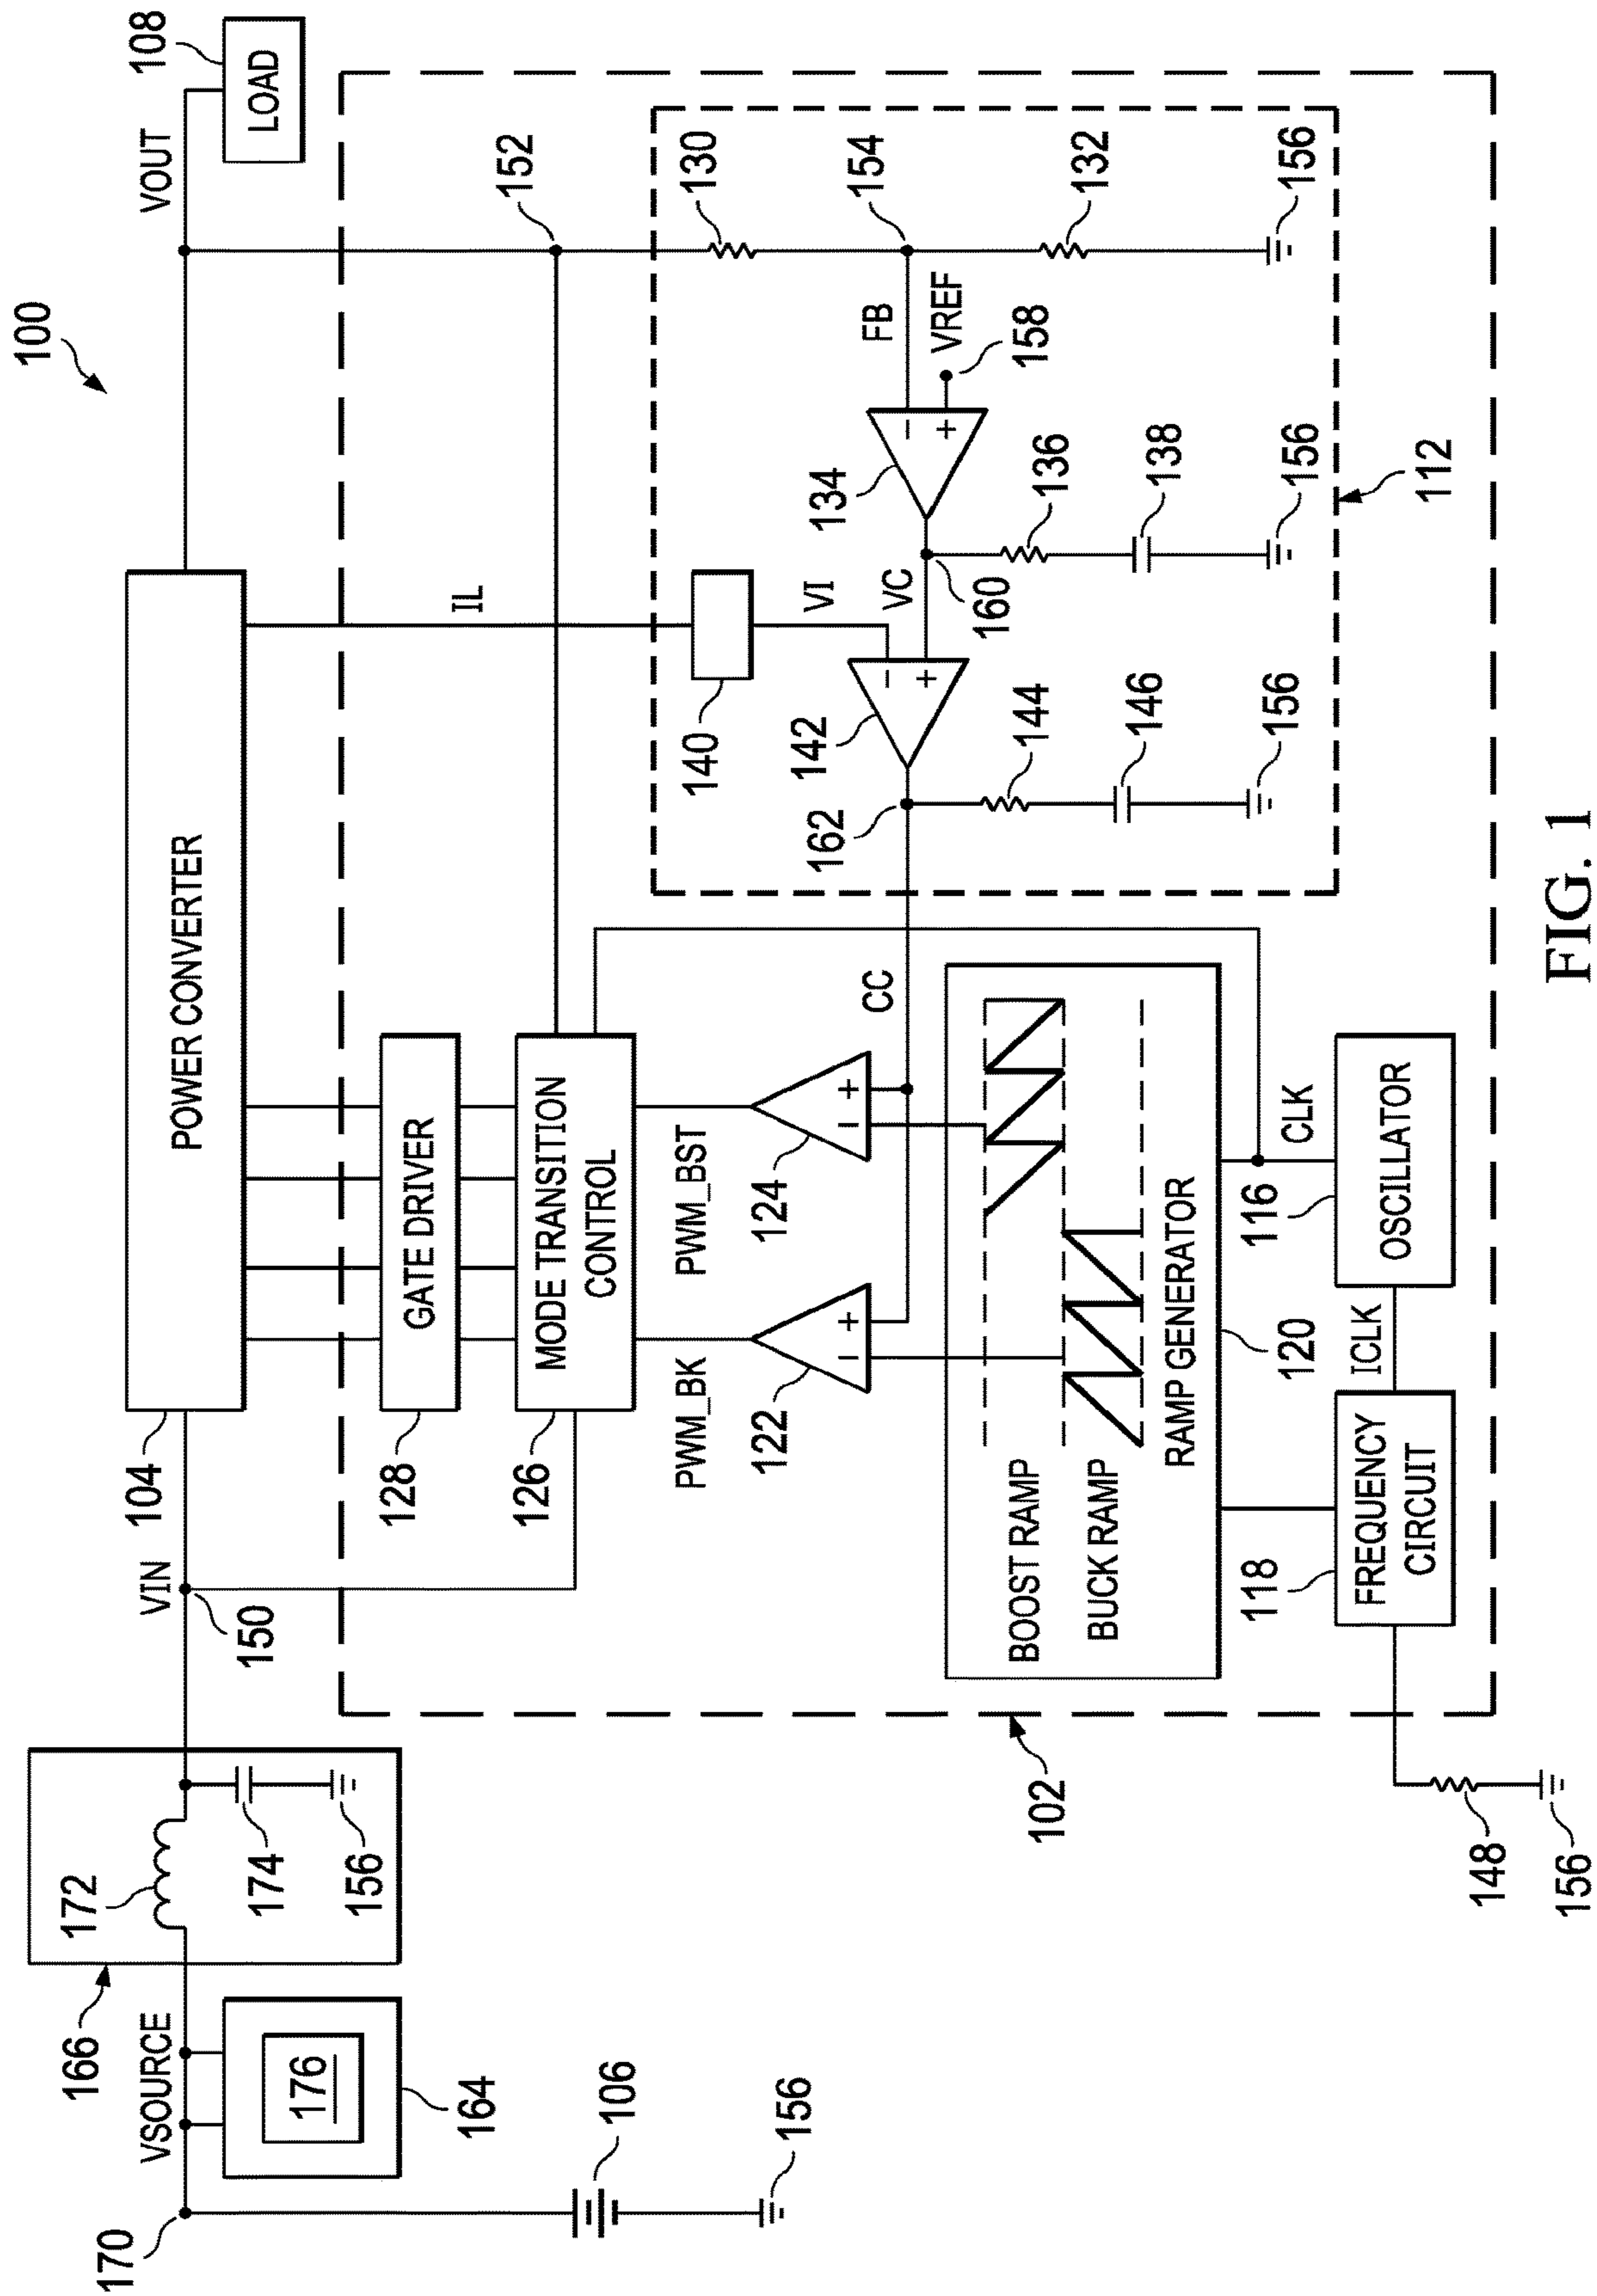 100
170
VSOURCE
166
172
174
156
VIN
150
104
POWER CONVERTER
VOUT
108
LOAD
176
164
106
156
128
GATE DRIVER
IL
152
126
MODE TRANSITION
CONTROL
PWM_BK
PWM_BST
140
130
122
124
142
VI
134
FB
154
162
CC
VC
VREF
160
158
144
136
132
146
138
156
156
156
102
BOOST RAMP
BUCK RAMP
RAMP GENERATOR
118
120
116
CLK
112
FREQUENCY
CIRCUIT
ICLK
OSCILLATOR
148
156
FIG. 1